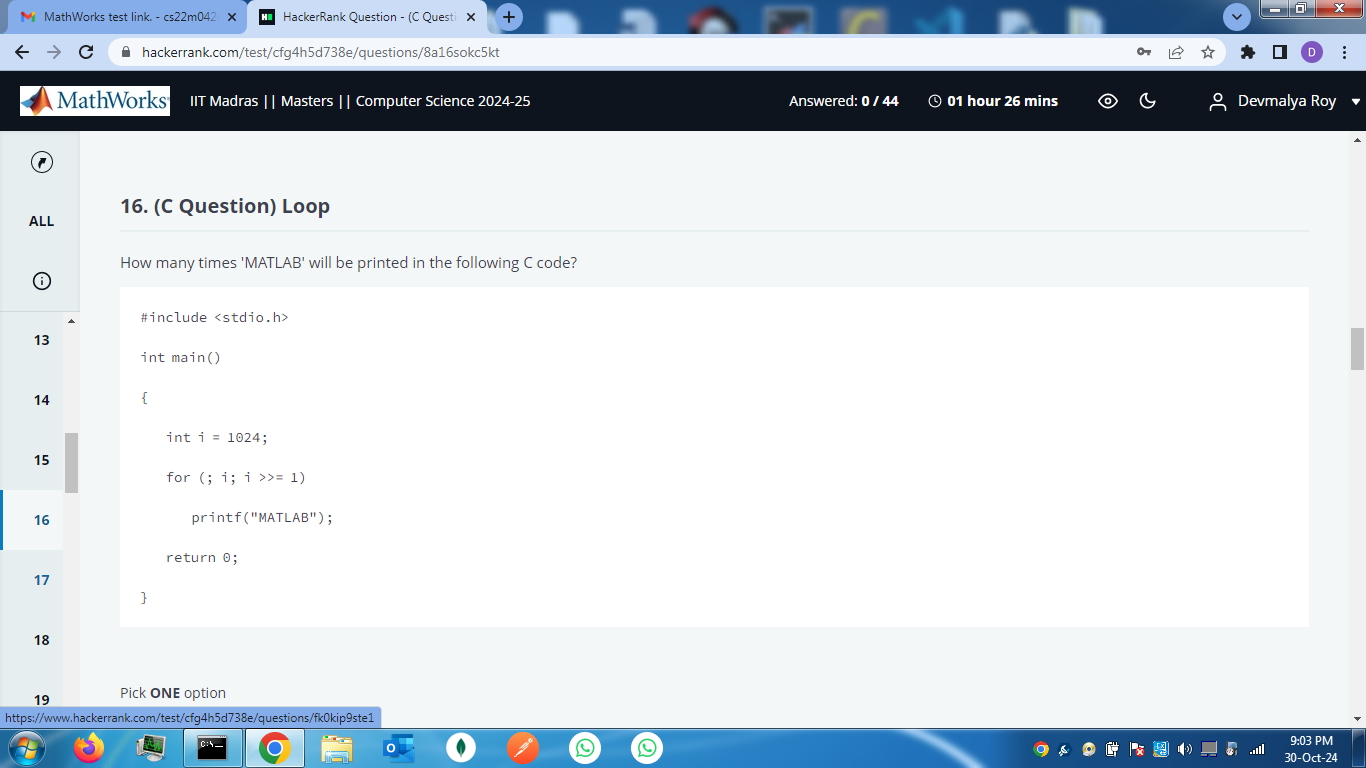 MathWorks test link. - cs22m042
HackerRank Question - (C Questi
hackerrank.com/test/cfg4h5d738e/questions/8a16sokc5kt
D
MathWorks
IIT Madras || Masters || Computer Science 2024-25
Answered: 0 / 44
01 hour 26 mins
Devmalya Roy
ALL
13
14
15
16
17
18
19
16. (C Question) Loop
How many times 'MATLAB' will be printed in the following C code?
#include <stdio.h>
int main()
{
int i = 1024;
for (; i; i >>= 1)
printf("MATLAB");
return 0;
}
Pick ONE option
https://www.hackerrank.com/test/cfg4h5d738e/questions/fk0kip9ste1
9:03 PM
30-Oct-24